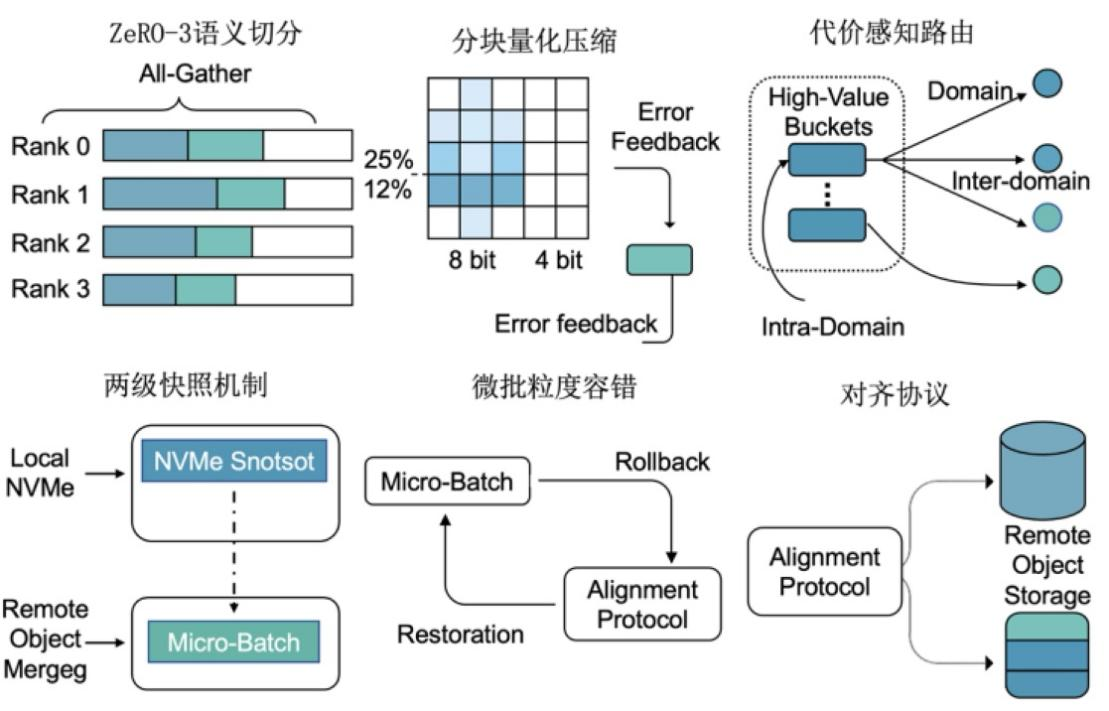 ZeRO-3语义切分
All-Gather
Rank 0
Rank 1
Rank 2
Rank 3
分块量化压缩
25%
12%
8 bit
4 bit
Error
Feedback
Error feedback
代价感知路由
High-Value
Buckets
Domain
Inter-domain
Intra-Domain
两级快照机制
Local
NVMe
NVMe Snotsot
Remote
Object
Mergeg
Micro-Batch
微批粒度容错
Micro-Batch
Rollback
Alignment
Protocol
Restoration
对齐协议
Alignment
Protocol
Remote
Object
Storage